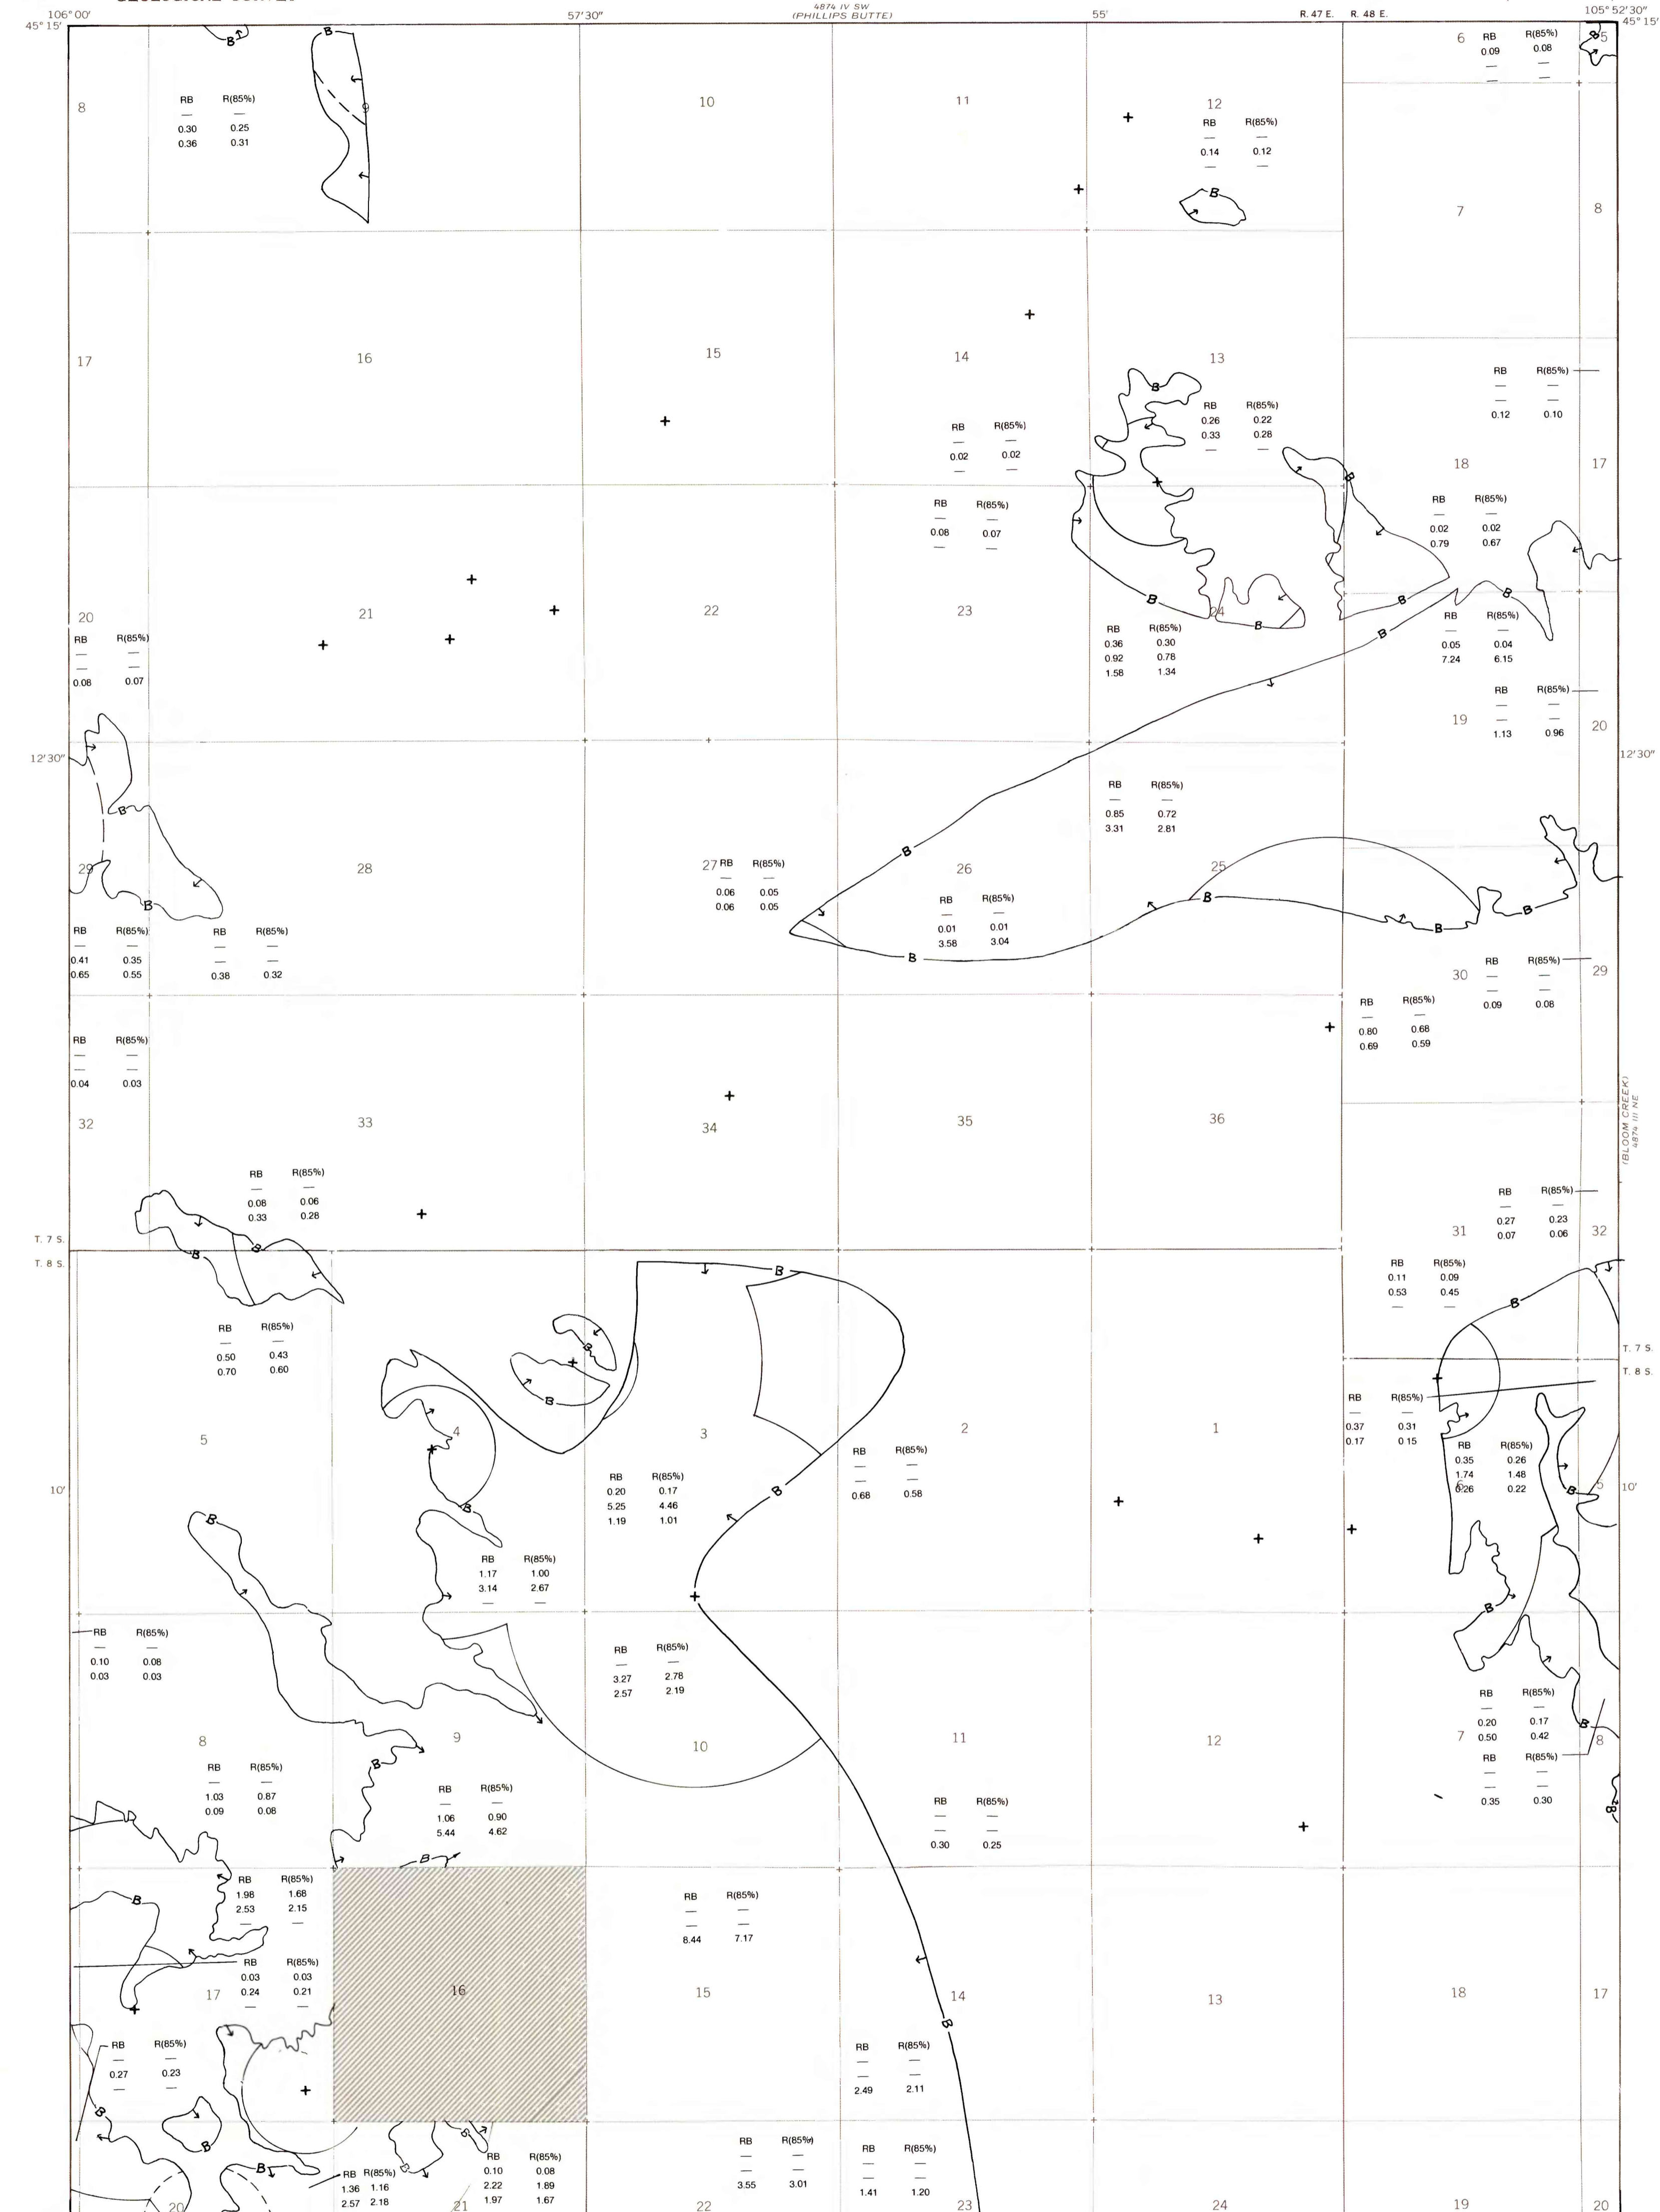 106°00' 57'30" 4874 IV SW 55' R. 47 E. R. 48 E. 105°52'30"
45°15' (PHILLIPS BUTTE) 45°15'
B B B
6 RB R(85%) 5
0.09 0.08
— —
— —
8 9 10 11 12
RB R(85%)
— —
0.30 0.25
0.36 0.31
RB R(85%)
— —
0.14 0.12
— —
B
7 8
17 16 15 14 13
RB R(85%)
— —
— —
0.12 0.10
B
RB R(85%)
0.26 0.22
0.33 0.28
— —
RB R(85%)
— —
0.02 0.02
— —
18 17
B
RB R(85%)
— —
0.02 0.02
0.79 0.67
RB R(85%)
— —
0.08 0.07
— —
20 21 22 23 24
B B B B B
RB R(85%)
— —
— —
0.08 0.07
RB R(85%)
0.36 0.30
0.92 0.78
1.58 1.34
RB R(85%)
— —
0.05 0.04
7.24 6.15
RB R(85%)
— —
— —
1.13 0.96
19 20
12'30" 12'30"
RB R(85%)
— —
0.85 0.72
3.31 2.81
B
B
29 28 27 26 25
RB R(85%)
— —
0.06 0.05
0.06 0.05
RB R(85%)
— —
0.01 0.01
3.58 3.04
B B B B B
RB R(85%)
— —
0.41 0.35
0.65 0.55
RB R(85%)
— —
— —
0.38 0.32
30 29
RB R(85%)
— —
— —
0.09 0.08
RB R(85%)
— —
0.80 0.68
0.69 0.59
RB R(85%)
— —
— —
0.04 0.03
32 33 34 35 36
(BLOOM CREEK)
4874 III NE
RB R(85%)
— —
0.08 0.06
0.33 0.28
RB R(85%)
— —
0.27 0.23
0.07 0.06
31 32
T. 7 S.
T. 8 S.
B B B
RB R(85%)
0.11 0.09
0.53 0.45
— —
B
RB R(85%)
— —
0.50 0.43
0.70 0.60
B
B
T. 7 S.
T. 8 S.
RB R(85%)
— —
0.37 0.31
0.17 0.15
5 4 3 2 1
RB R(85%)
0.35 0.26
1.74 1.48
0.26 0.22
6 5
RB R(85%)
— —
— —
0.68 0.58
RB R(85%)
0.20 0.17
5.25 4.46
1.19 1.01
10' B B 10'
B B
RB R(85%)
1.17 1.00
3.14 2.67
— —
B
RB R(85%)
— —
0.10 0.08
0.03 0.03
RB R(85%)
— —
3.27 2.78
2.57 2.19
RB R(85%)
— —
0.20 0.17
0.50 0.42
8 9 10 11 12 7 8
B B
RB R(85%)
— —
— —
0.35 0.30
RB R(85%)
— —
1.03 0.87
0.09 0.08
RB R(85%)
— —
1.06 0.90
5.44 4.62
RB R(85%)
— —
— —
0.30 0.25
B B B
RB R(85%)
1.98 1.68
2.53 2.15
— —
RB R(85%)
— —
— —
8.44 7.17
B
RB R(85%)
0.03 0.03
0.24 0.21
— —
17 16 15 14 13 18 17
B
RB R(85%)
— —
0.27 0.23
— —
RB R(85%)
— —
— —
2.49 2.11
B B B B B
RB R(85%)
1.36 1.16
2.57 2.18
RB R(85%)
0.10 0.08
2.22 1.89
1.97 1.67
RB R(85%)
— —
— —
3.55 3.01
RB R(85%)
— —
— —
1.41 1.20
20 21 22 23 24 19 20